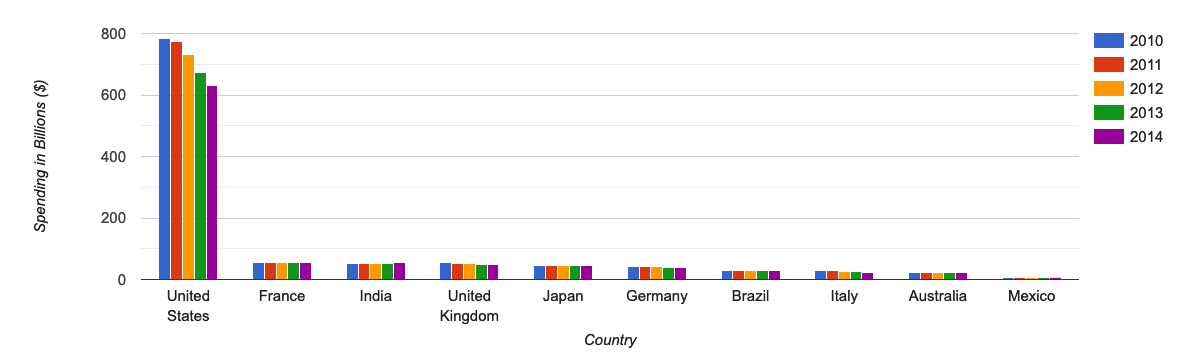 800
600
400
200
0
Spending in Billions ($)
United States
France
India
United Kingdom
Japan
Germany
Brazil
Italy
Australia
Mexico
Country
2010
2011
2012
2013
2014